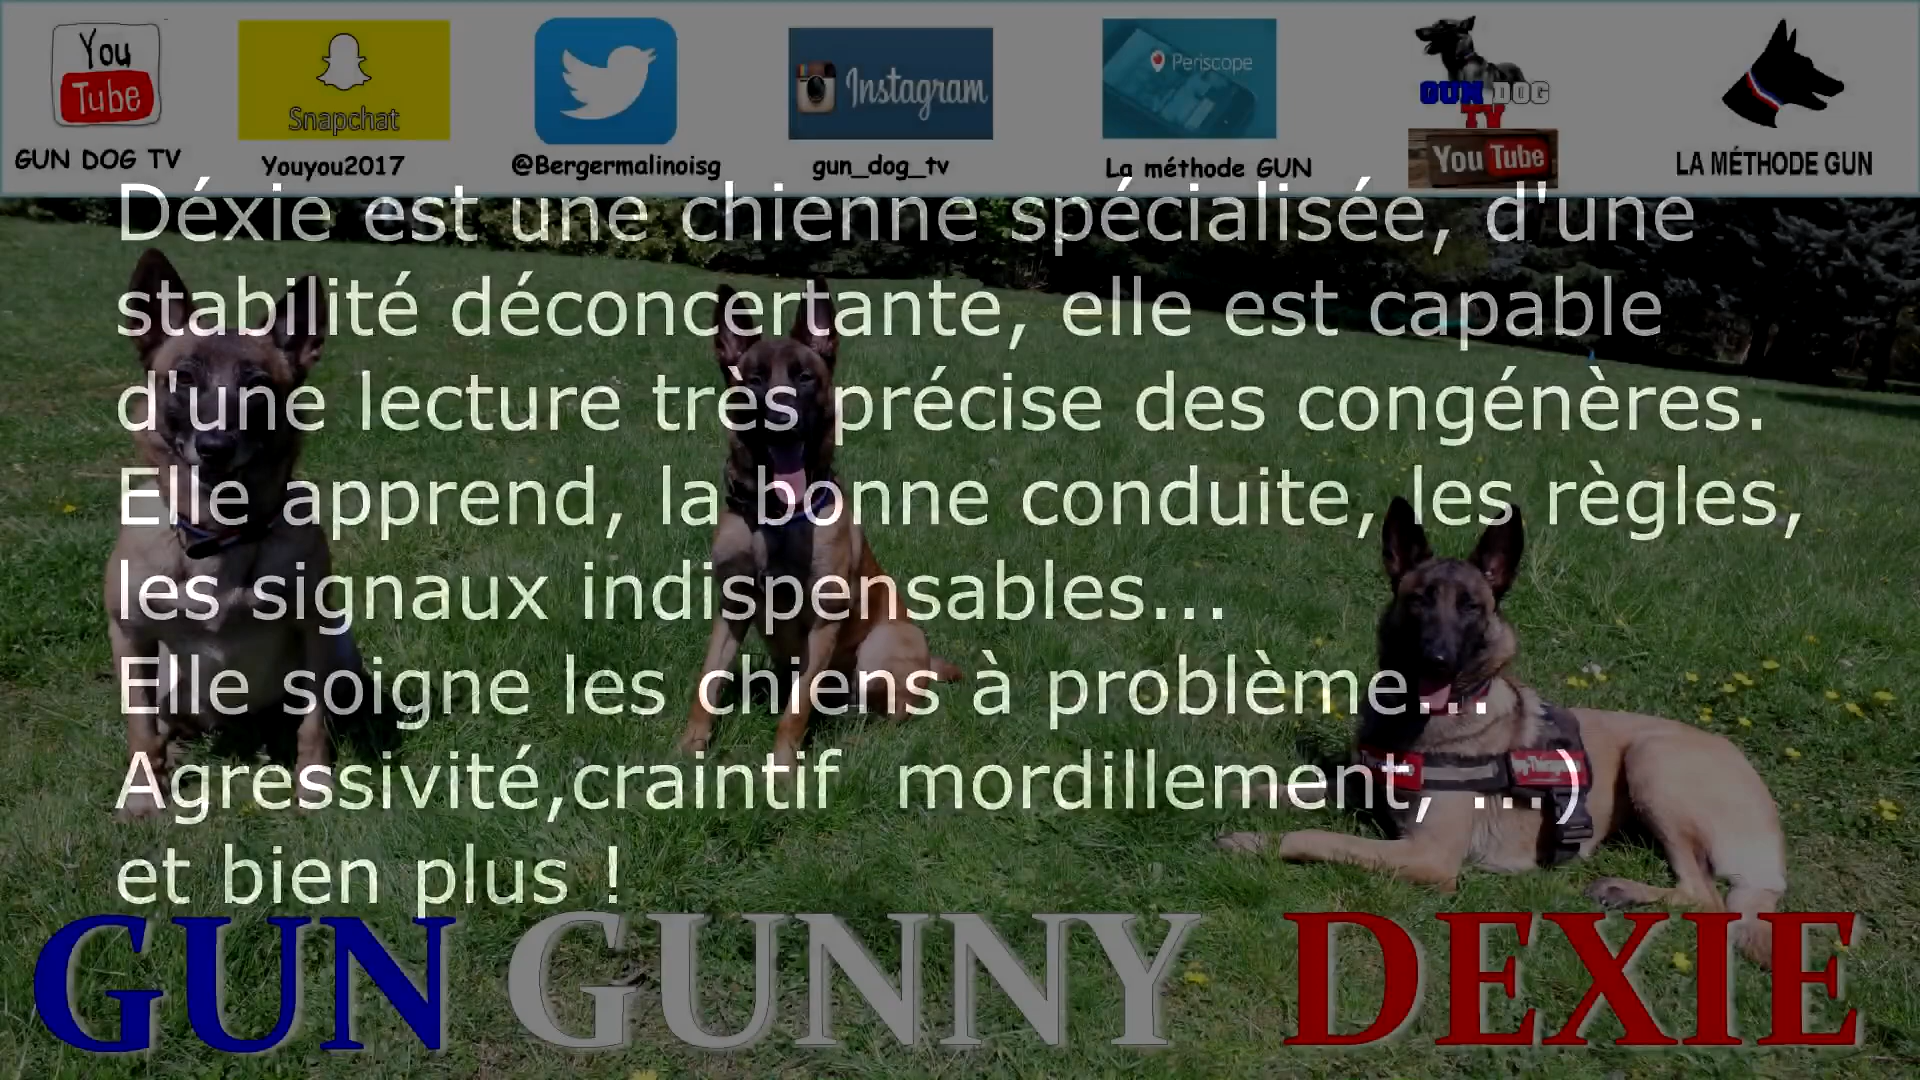 You
Tube
GUN DOG TV
Snapchat
Youyou2017
@Bergermalinoisg
Instagram
gun_dog_tv
Periscope
La méthode GUN
GUN DOG
TV
You Tube
LA MÉTHODE GUN
Déxie est une chienne spécialisée, d'une
stabilité déconcertante, elle est capable
d'une lecture très précise des congénères.
Elle apprend, la bonne conduite, les règles,
les signaux indispensables...
Elle soigne les chiens à problème...
Agressivité,craintif  mordillement, ...)
et bien plus !
GUN GUNNY DEXIE